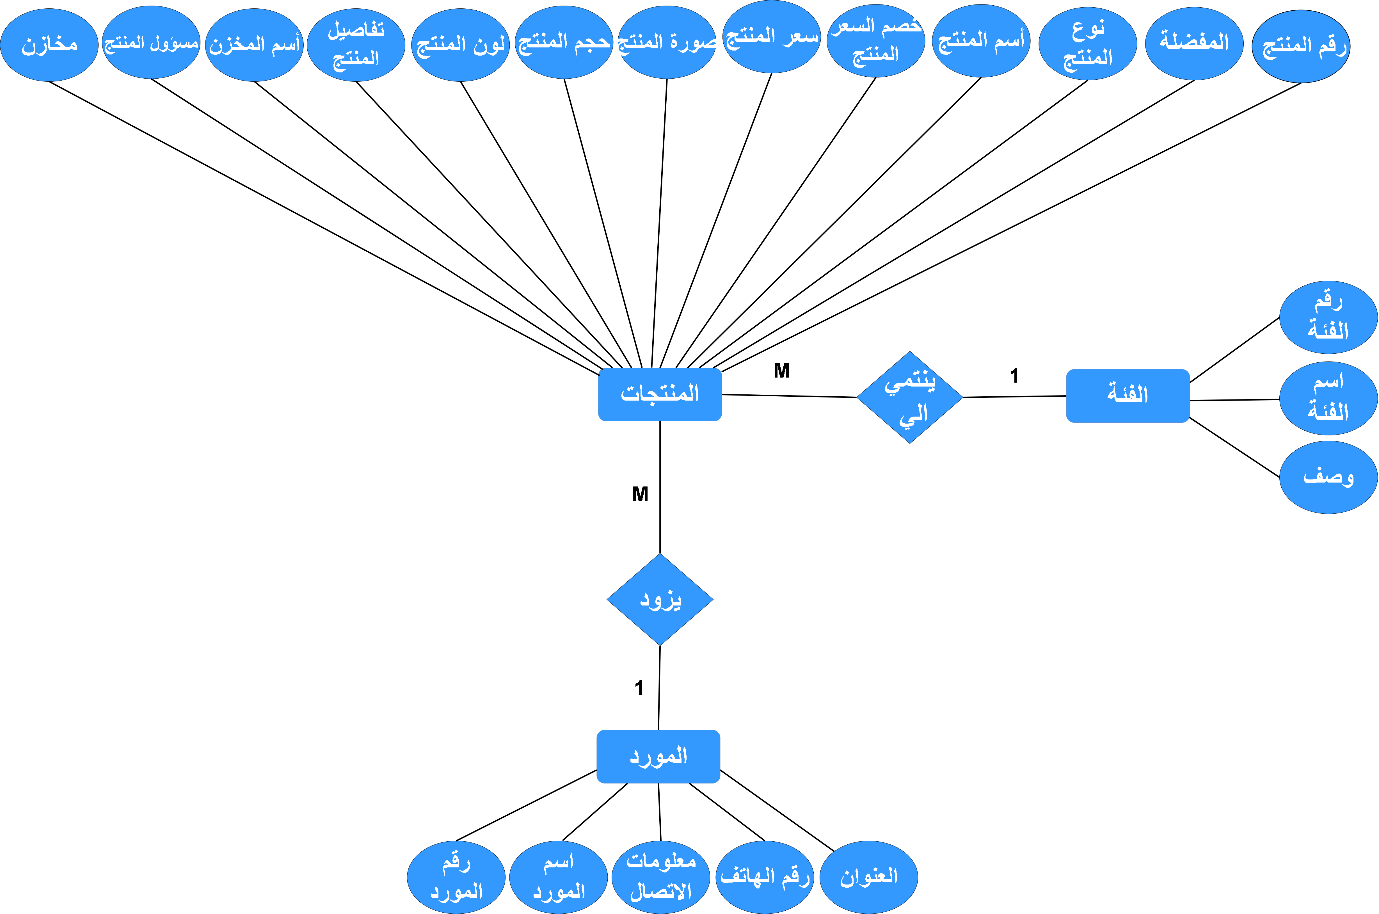 رقم المنتج
المفضلة
نوع
المنتج
أسم المنتج
خصم السعر
المنتج
سعر المنتج
صورة المنتج
حجم المنتج
لون المنتج
تفاصيل
المنتج
أسم المخزن
مسؤول المنتج
مخازن
رقم
الفئة
المنتجات
M
ينتمي
الي
1
الفئة
اسم
الفئة
وصف
M
يزود
1
المورد
العنوان
رقم الهاتف
معلومات
الاتصال
اسم
المورد
رقم
المورد